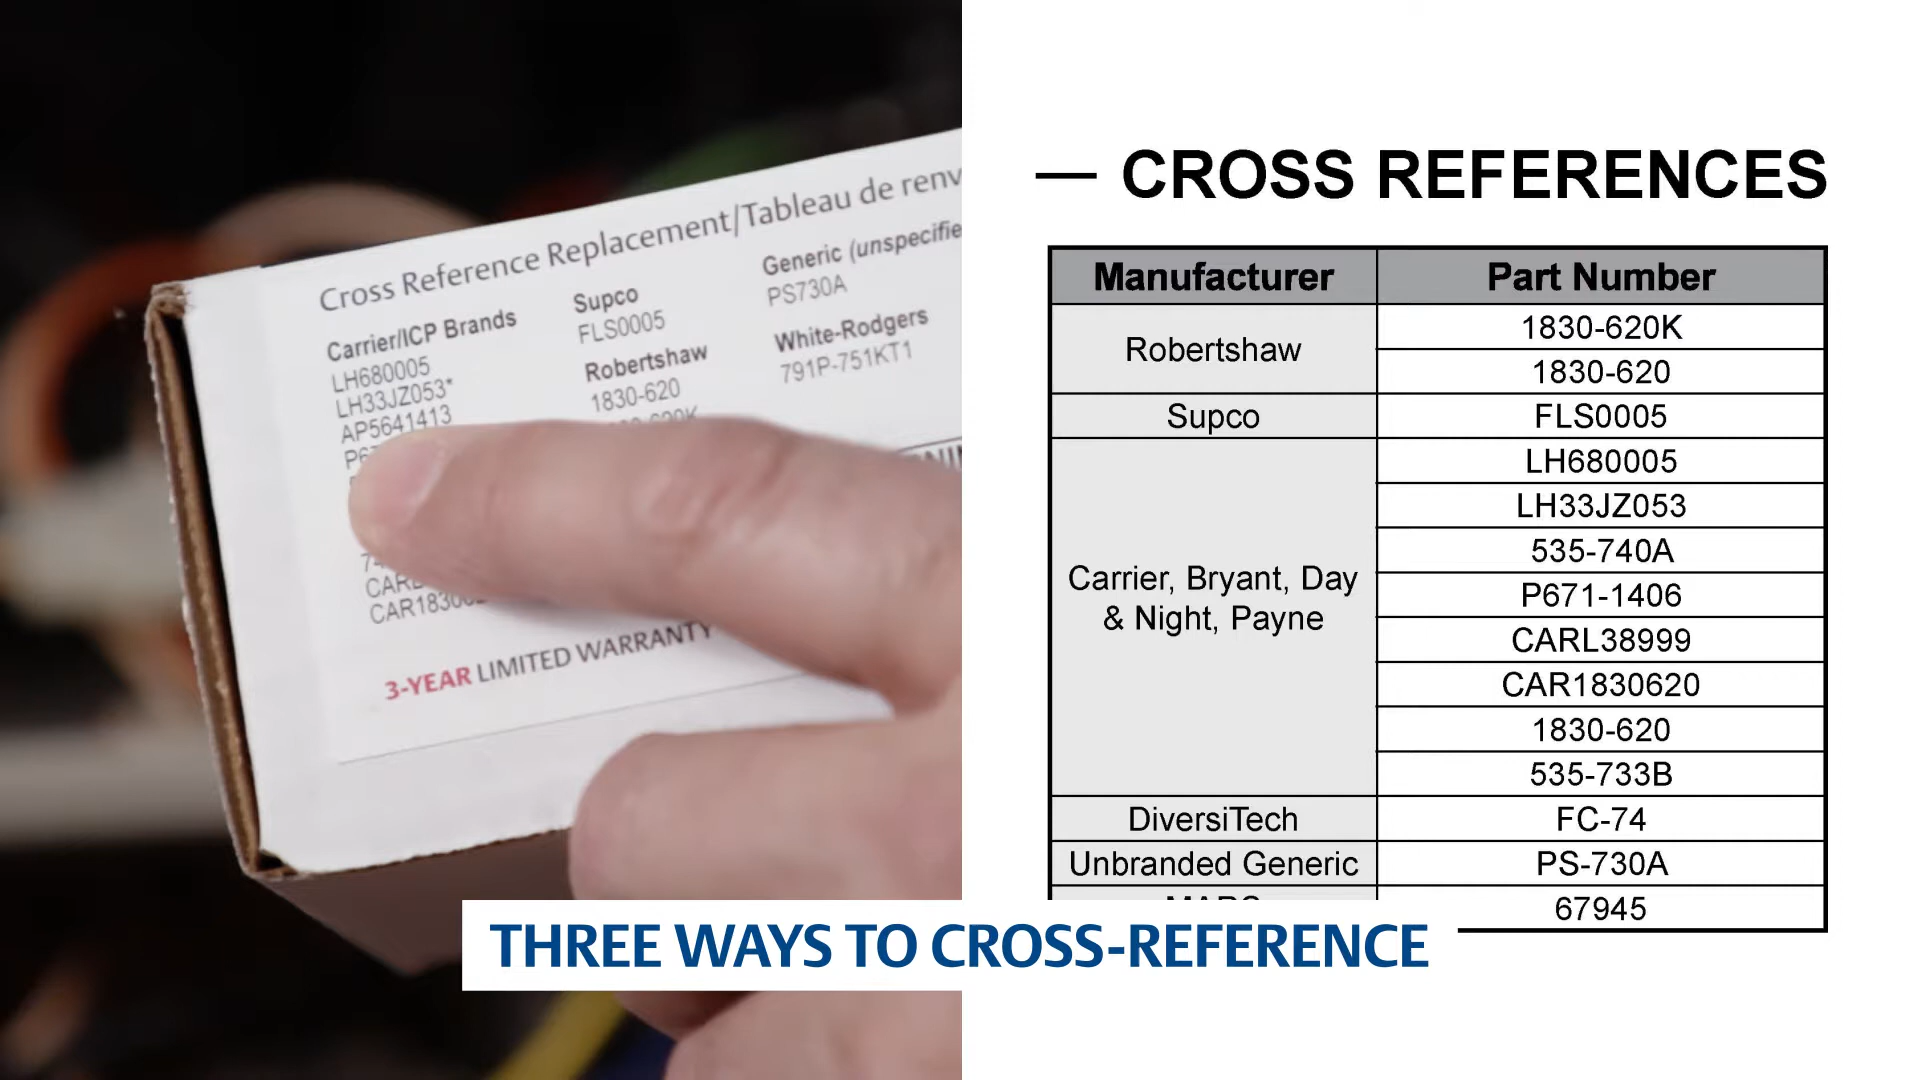 Cross Reference Replacement/Tableau de
Carrier/ICP Brands
LH680005
LH33JZ053*
AP5641413
Supco
FLS0005
Robertshaw
1830-620
Generic
PS730A
White-Rodgers
791P-751KT1
3-YEAR LIMITED WARRANTY
— CROSS REFERENCES
Manufacturer Part Number
Robertshaw 1830-620K
1830-620
Supco FLS0005
Carrier, Bryant, Day
& Night, Payne
LH680005
LH33JZ053
535-740A
P671-1406
CARL38999
CAR1830620
1830-620
535-733B
DiversiTech FC-74
Unbranded Generic PS-730A
67945
THREE WAYS TO CROSS-REFERENCE